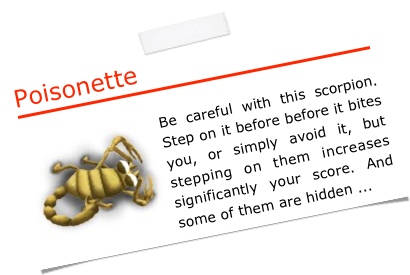 Poisonette
Be careful with this scorpion.
Step on it before before it bites
you, or simply avoid it, but
stepping on them increases
significantly your score. And
some of them are hidden ...